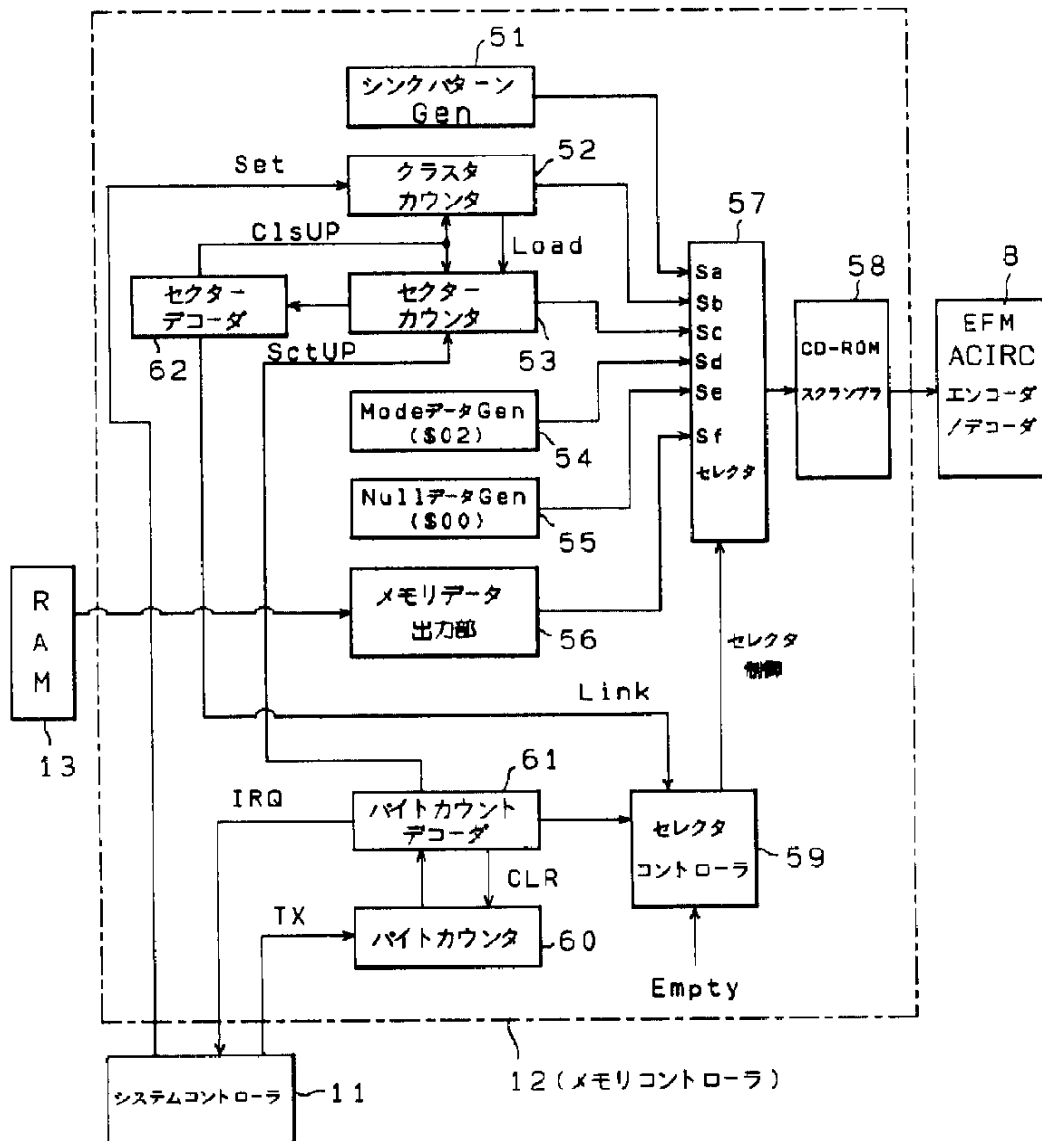 51
シンクパターン
Gen
52
Set
クラスタ
カウンタ
57
ClsUP
Load
58
8
Sa
セクター
デコーダ
セクター
カウンタ
Sb
Sc
EFM
ACIRC
エンコーダ
/デコーダ
62
SctUP
53
Sd
CD-ROM
スクランブラ
Se
ModeデータGen
($02)
Sf
54
セレクタ
NullデータGen
($00)
55
RAM
メモリデータ
出力部
56
セレクタ
制御
Link
13
61
IRQ
バイトカウント
デコーダ
セレクタ
コントローラ
59
CLR
TX
バイトカウンタ
60
Empty
12(メモリコントローラ)
システムコントローラ
11